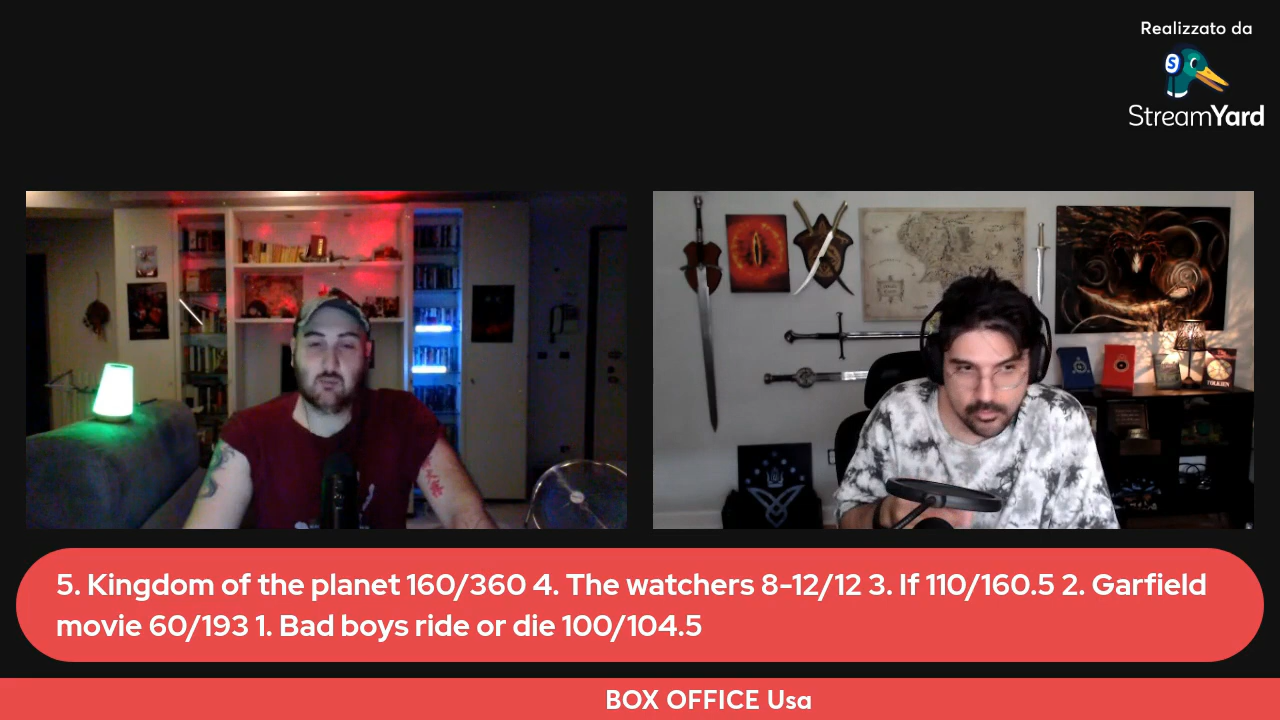 Realizzato da
StreamYard
5. Kingdom of the planet 160/360 4. The watchers 8-12/12 3. If 110/160.5 2. Garfield
movie 60/193 1. Bad boys ride or die 100/104.5
BOX OFFICE Usa